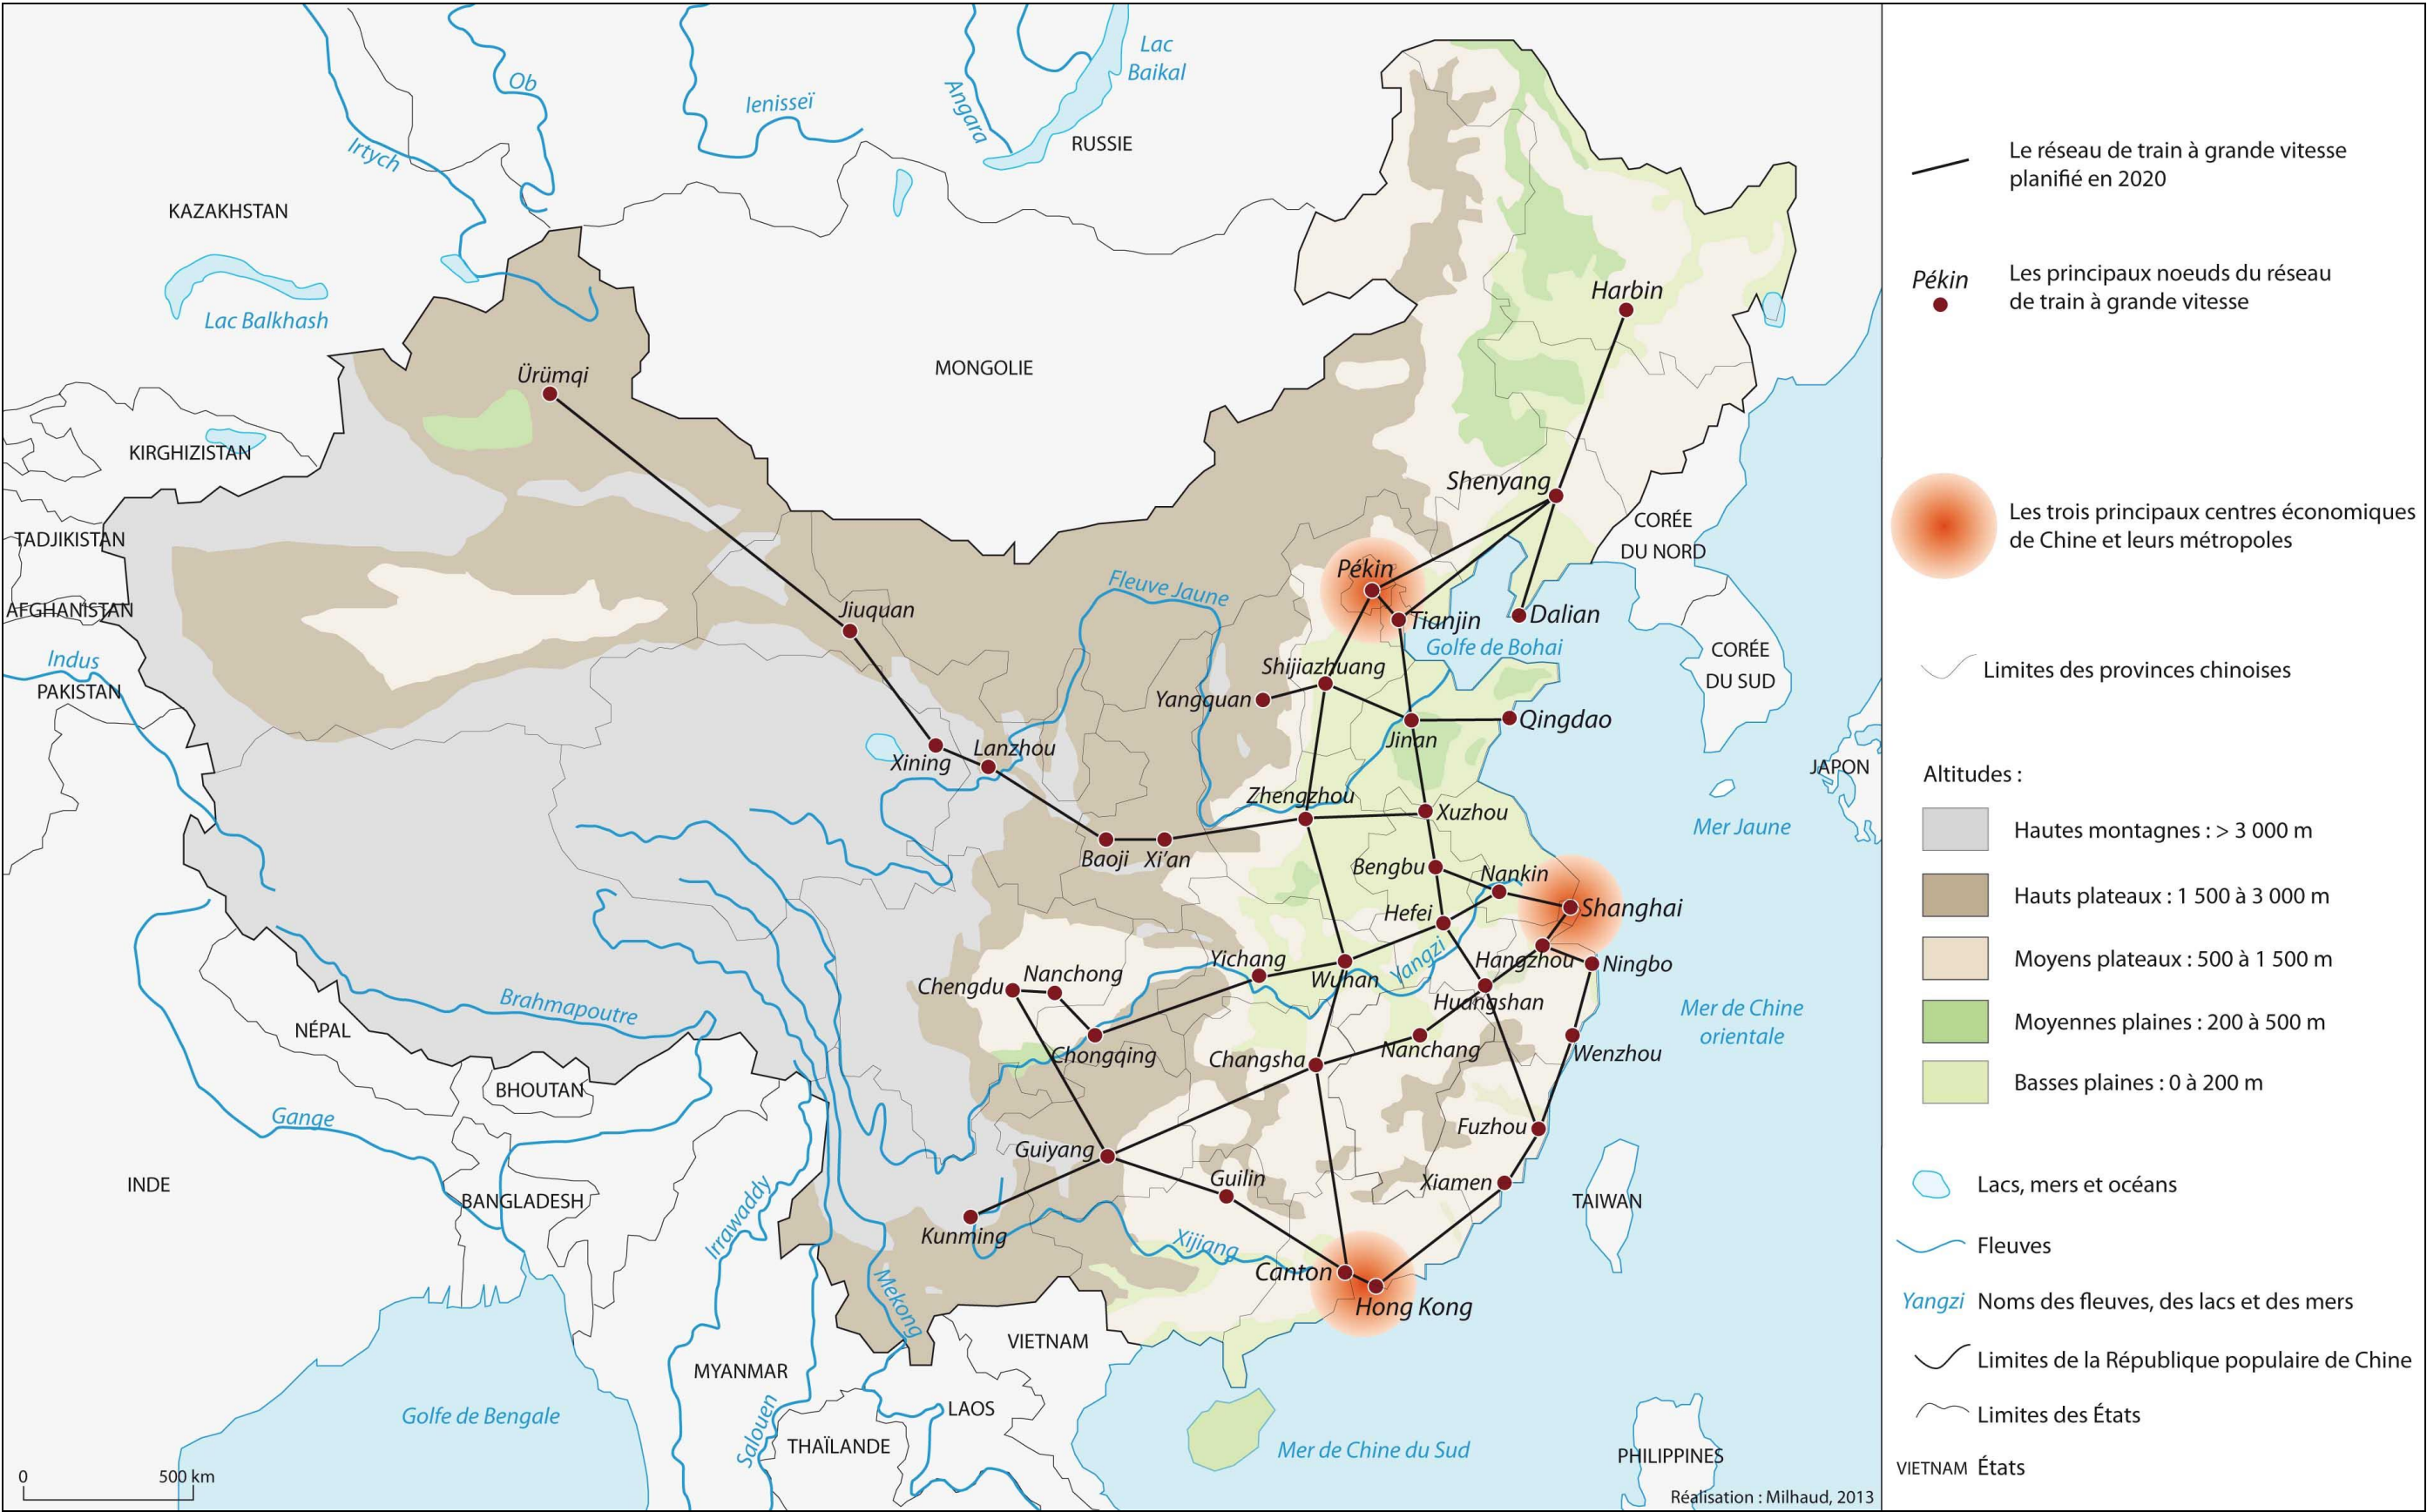 Lac
Baikal
Ob
Ienisseï
Angara
RUSSIE
Irtych
KAZAKHSTAN
Lac Balkhash
Harbin
MONGOLIE
Ürümqi
KIRGHIZISTAN
Shenyang
CORÉE
DU NORD
TADJIKISTAN
Pékin
Fleuve Jaune
AFGHANISTAN
Jiuquan
Tianjin
Dalian
Golfe de Bohai
CORÉE
DU SUD
Indus
PAKISTAN
Shijiazhuang
Yangquan
Qingdao
Jinan
Lanzhou
Xining
JAPON
Zhengzhou
Xuzhou
Mer Jaune
Baoji
Xi’an
Bengbu
Nankin
Hefei
Shanghai
Yangzi
Yichang
Hangzhou
Ningbo
Wuhan
Nanchong
Chengdu
Huangshan
Brahmapoutre
Mer de Chine
orientale
NÉPAL
Chongqing
Changsha
Nanchang
Wenzhou
BHOUTAN
Gange
Fuzhou
Guiyang
Guilin
Xiamen
INDE
BANGLADESH
TAIWAN
Irrawaddy
Kunming
Xijiang
Canton
Hong Kong
Mekong
VIETNAM
MYANMAR
LAOS
Golfe de Bengale
Salouen
THAÏLANDE
Mer de Chine du Sud
PHILIPPINES
0 500 km
Réalisation : Milhaud, 2013
Le réseau de train à grande vitesse
planifié en 2020
Pékin
Les principaux noeuds du réseau
de train à grande vitesse
Les trois principaux centres économiques
de Chine et leurs métropoles
Limites des provinces chinoises
Altitudes :
Hautes montagnes : > 3 000 m
Hauts plateaux : 1 500 à 3 000 m
Moyens plateaux : 500 à 1 500 m
Moyennes plaines : 200 à 500 m
Basses plaines : 0 à 200 m
Lacs, mers et océans
Fleuves
Yangzi Noms des fleuves, des lacs et des mers
Limites de la République populaire de Chine
Limites des États
VIETNAM États